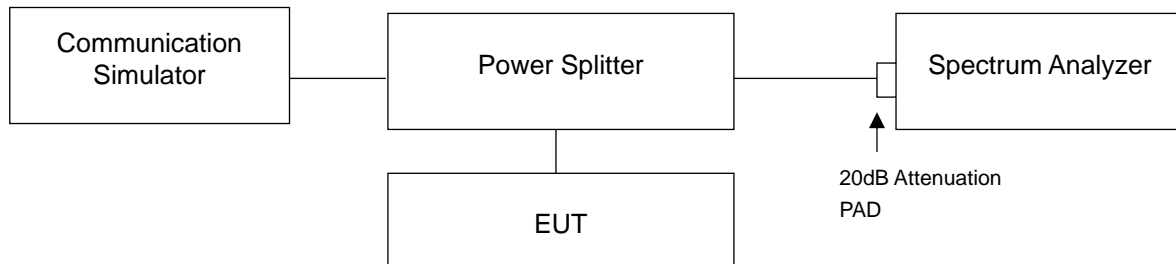 Communication
Simulator
Power Splitter
Spectrum Analyzer
20dB Attenuation
PAD
EUT